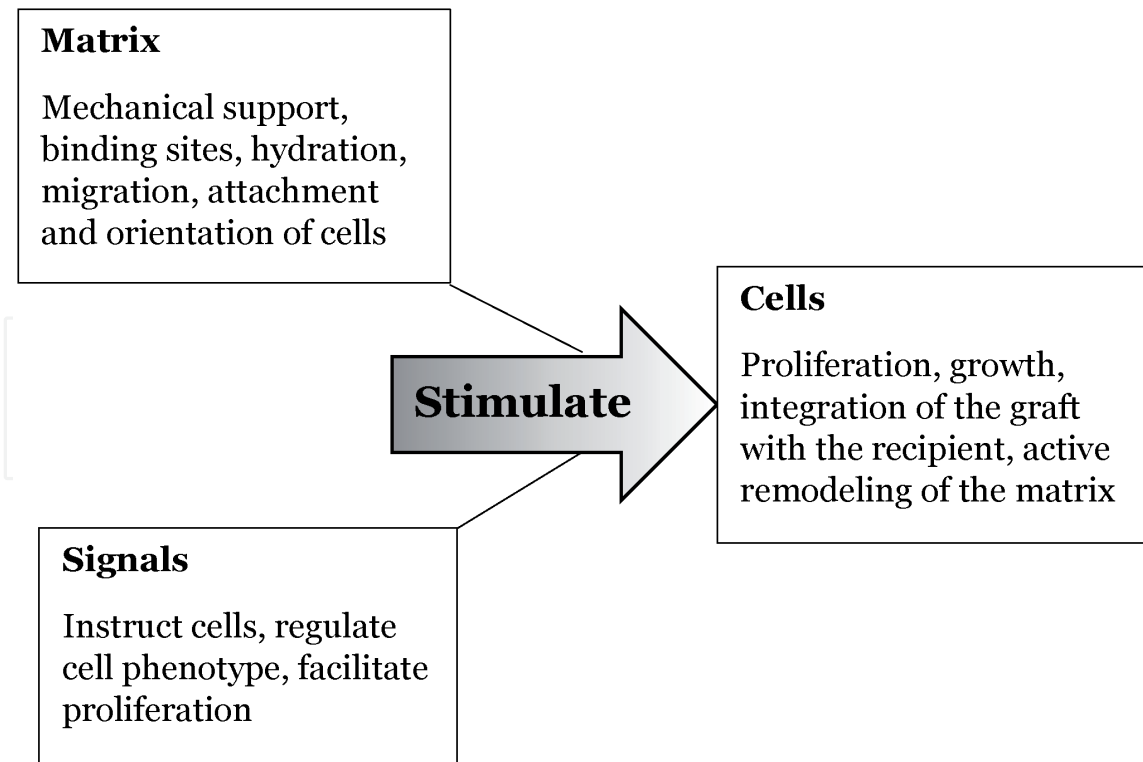 Matrix
Mechanical support,
binding sites, hydration,
migration, attachment
and orientation of cells
Stimulate
Cells
Proliferation, growth,
integration of the graft
with the recipient, active
remodeling of the matrix
Signals
Instruct cells, regulate
cell phenotype, facilitate
proliferation